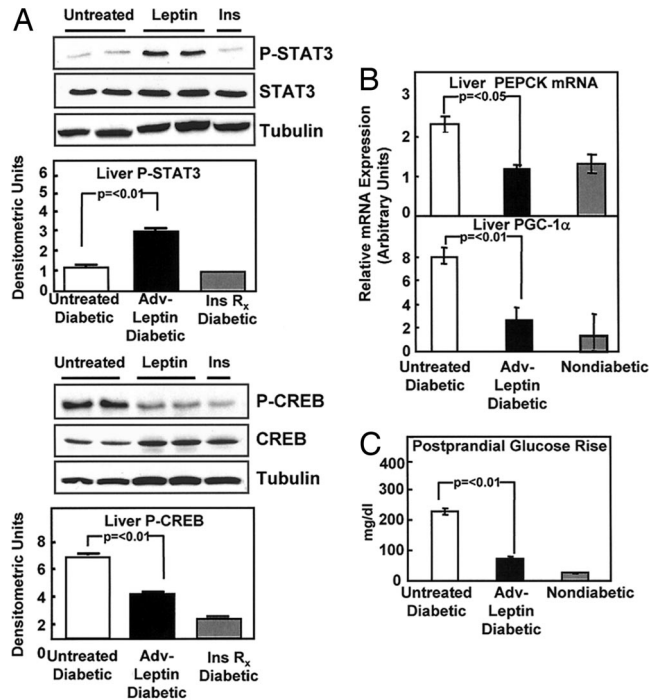 A
Untreated Leptin Ins
P-STAT3
STAT3
Tubulin
Densitometric Units
Liver P-STAT3
p=<0.01
6
5
4
3
2
1
0
Untreated Diabetic
Adv-Leptin Diabetic
Ins Rx Diabetic
Untreated Leptin Ins
P-CREB
CREB
Tubulin
Densitometric Units
Liver P-CREB
p=<0.01
8
6
4
2
0
Untreated Diabetic
Adv-Leptin Diabetic
Ins Rx Diabetic
B
Relative mRNA Expression
(Arbitrary Units)
Liver PEPCK mRNA
p=<0.05
3
2
1
0
Liver PGC-1α
p=<0.01
8
6
4
2
0
Untreated Diabetic
Adv-Leptin Diabetic
Nondiabetic
C
Postprandial Glucose Rise
mg/dl
p=<0.01
400
300
200
100
0
Untreated Diabetic
Adv-Leptin Diabetic
Nondiabetic